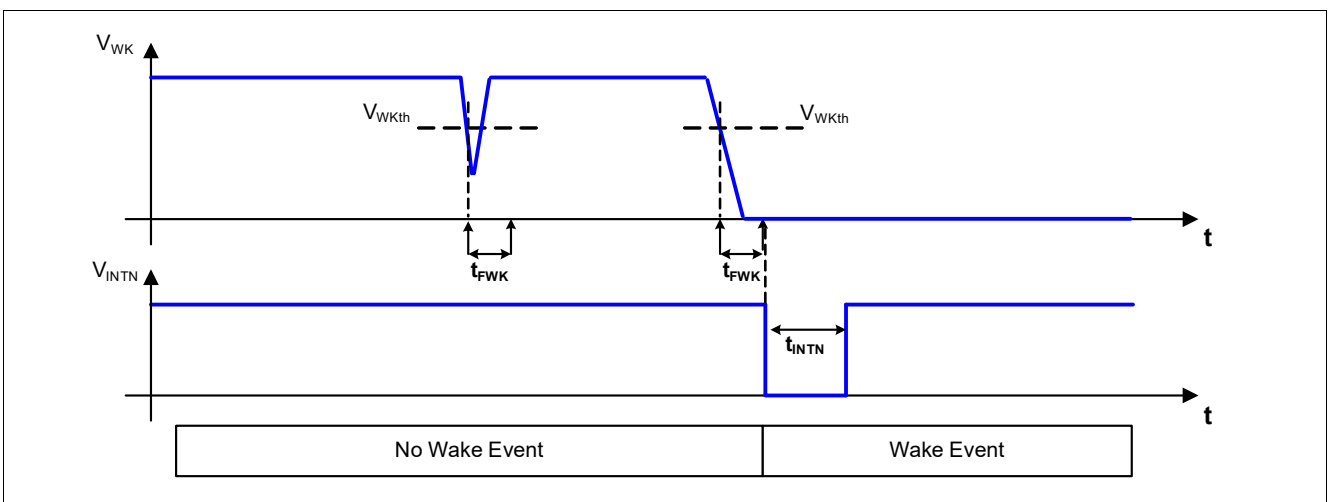 VWK
VWKth
VWKth
t
tFWK
tFWK
VINTN
tINTN
t
No Wake Event
Wake Event